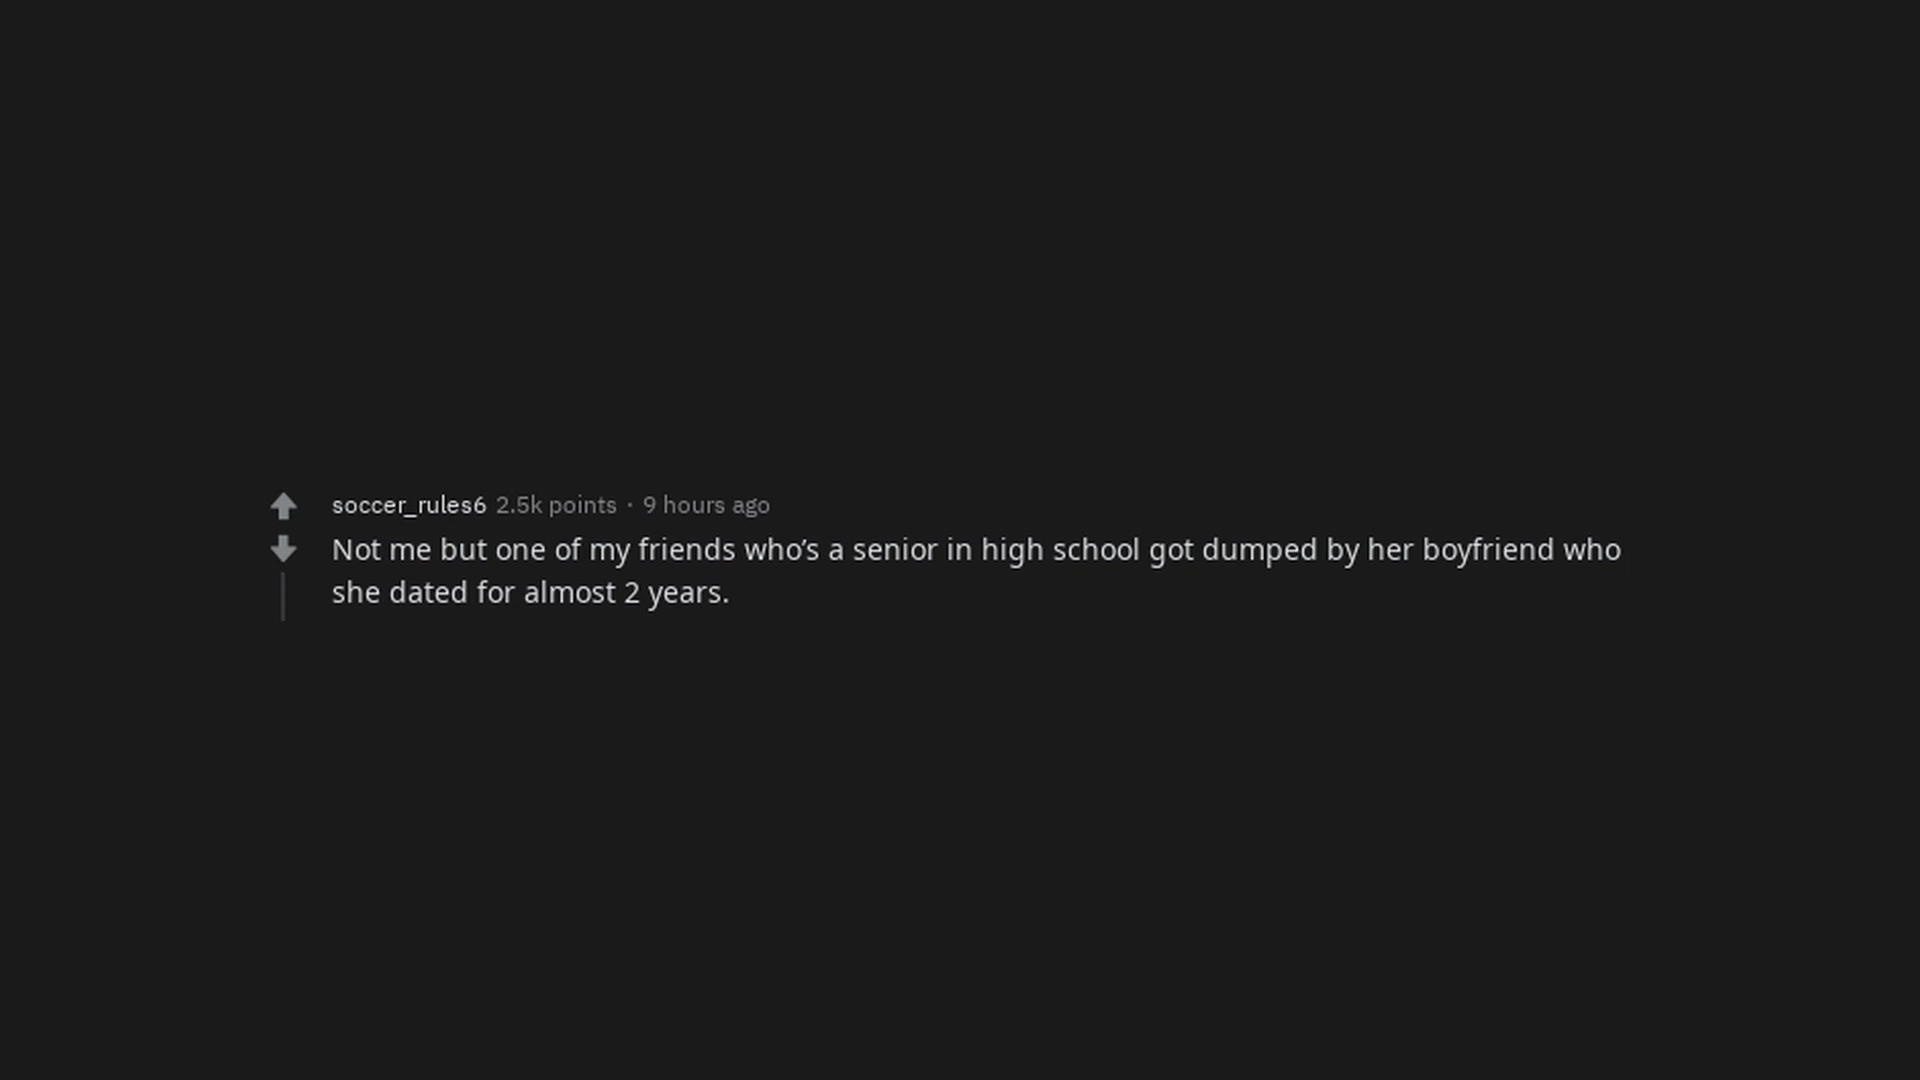 soccer_rules6 2.5k points · 9 hours ago
Not me but one of my friends who’s a senior in high school got dumped by her boyfriend who
she dated for almost 2 years.